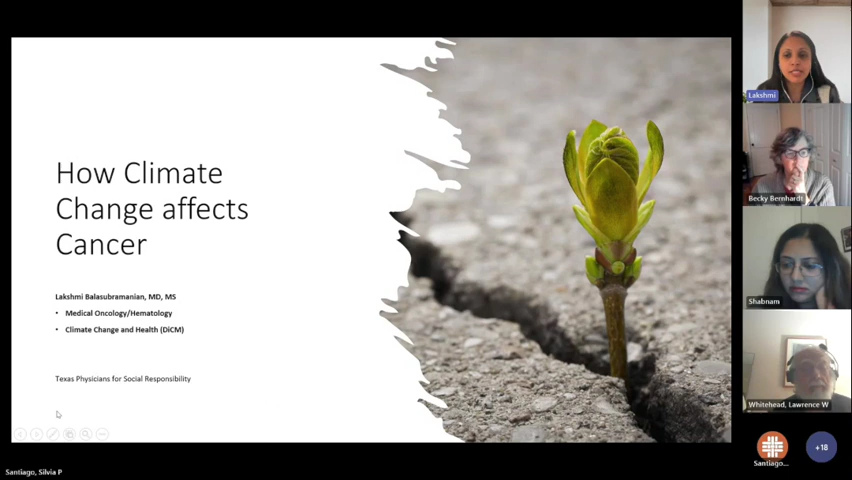 How Climate
Change affects
Cancer
Lakshmi Balasubramanian, MD, MS
• Medical Oncology/Hematology
• Climate Change and Health (DiCM)
Texas Physicians for Social Responsibility
Lakshmi
Becky Bernhardt
Shabnam
Whitehead, Lawrence W
Santiago...
+18
Santiago, Silvia P